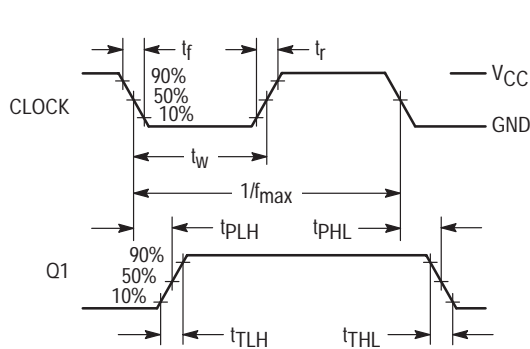 tf
tr
90%
VCC
CLOCK
50%
10%
GND
tw
1/fmax
tPLH
tPHL
90%
Q1
50%
10%
tTLH
tTHL